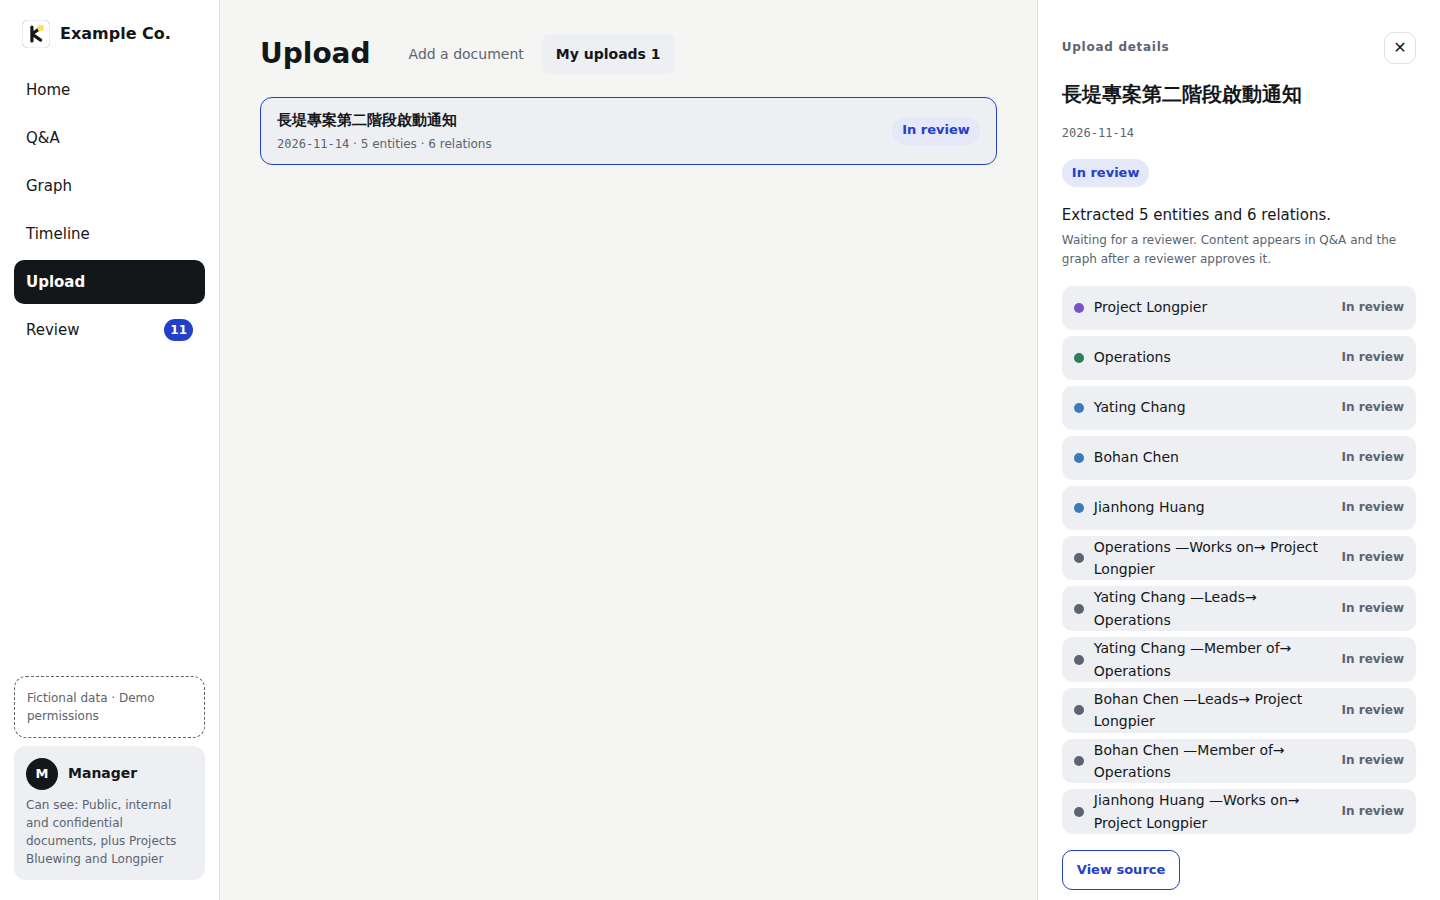 Example Co.
Home
Q&A
Graph
Timeline
Upload
Review 11
Fictional data · Demo
permissions
M Manager
Can see: Public, internal
and confidential
documents, plus Projects
Bluewing and Longpier
Upload Add a document My uploads 1
長堤專案第二階段啟動通知
2026-11-14 · 5 entities · 6 relations
In review
Upload details ✕
長堤專案第二階段啟動通知
2026-11-14
In review
Extracted 5 entities and 6 relations.
Waiting for a reviewer. Content appears in Q&A and the
graph after a reviewer approves it.
Project Longpier In review
Operations In review
Yating Chang In review
Bohan Chen In review
Jianhong Huang In review
Operations —Works on→ Project
Longpier
In review
Yating Chang —Leads→
Operations
In review
Yating Chang —Member of→
Operations
In review
Bohan Chen —Leads→ Project
Longpier
In review
Bohan Chen —Member of→
Operations
In review
Jianhong Huang —Works on→
Project Longpier
In review
View source